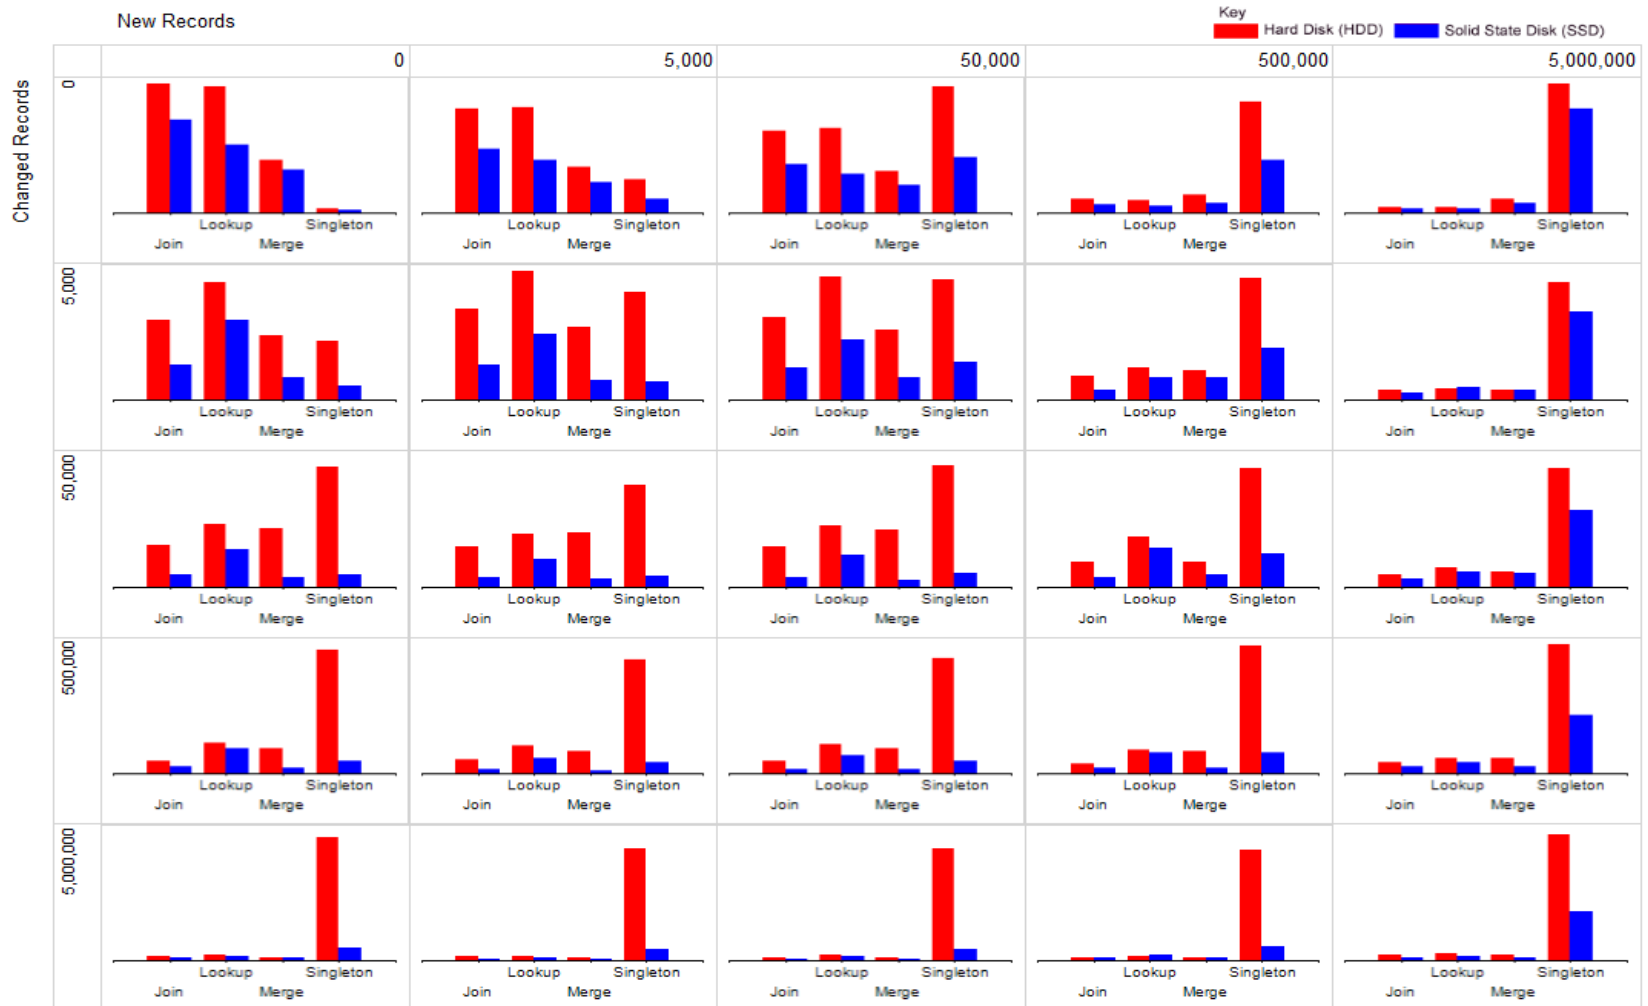 New Records
Key
Hard Disk (HDD) Solid State Disk (SSD)
0 5,000 50,000 500,000 5,000,000
Changed Records
0
Lookup Singleton Lookup Singleton Lookup Singleton Lookup Singleton Lookup Singleton
Join Merge Join Merge Join Merge Join Merge Join Merge
5,000
Lookup Singleton Lookup Singleton Lookup Singleton Lookup Singleton Lookup Singleton
Join Merge Join Merge Join Merge Join Merge Join Merge
50,000
Lookup Singleton Lookup Singleton Lookup Singleton Lookup Singleton Lookup Singleton
Join Merge Join Merge Join Merge Join Merge Join Merge
500,000
Lookup Singleton Lookup Singleton Lookup Singleton Lookup Singleton Lookup Singleton
Join Merge Join Merge Join Merge Join Merge Join Merge
5,000,000
Lookup Singleton Lookup Singleton Lookup Singleton Lookup Singleton Lookup Singleton
Join Merge Join Merge Join Merge Join Merge Join Merge